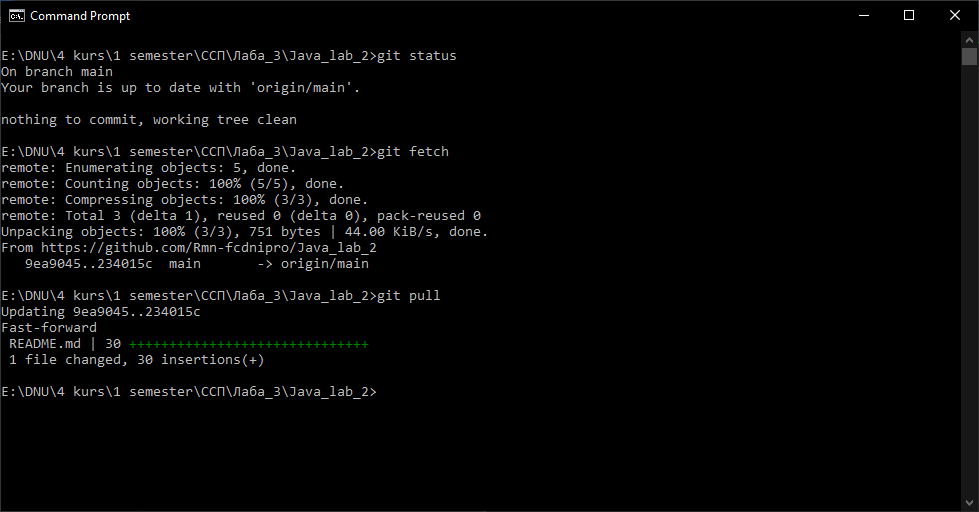 Command Prompt
E:\DNU\4 kurs\1 semester\ССП\Лаба_3\Java_lab_2>git status
On branch main
Your branch is up to date with 'origin/main'.
nothing to commit, working tree clean
E:\DNU\4 kurs\1 semester\ССП\Лаба_3\Java_lab_2>git fetch
remote: Enumerating objects: 5, done.
remote: Counting objects: 100% (5/5), done.
remote: Compressing objects: 100% (3/3), done.
remote: Total 3 (delta 1), reused 0 (delta 0), pack-reused 0
Unpacking objects: 100% (3/3), 751 bytes | 44.00 KiB/s, done.
From https://github.com/Rmn-fcdnipro/Java_lab_2
   9ea9045..234015c  main       -> origin/main
E:\DNU\4 kurs\1 semester\ССП\Лаба_3\Java_lab_2>git pull
Updating 9ea9045..234015c
Fast-forward
 README.md | 30 ++++++++++++++++++++++++++++++
 1 file changed, 30 insertions(+)
E:\DNU\4 kurs\1 semester\ССП\Лаба_3\Java_lab_2>